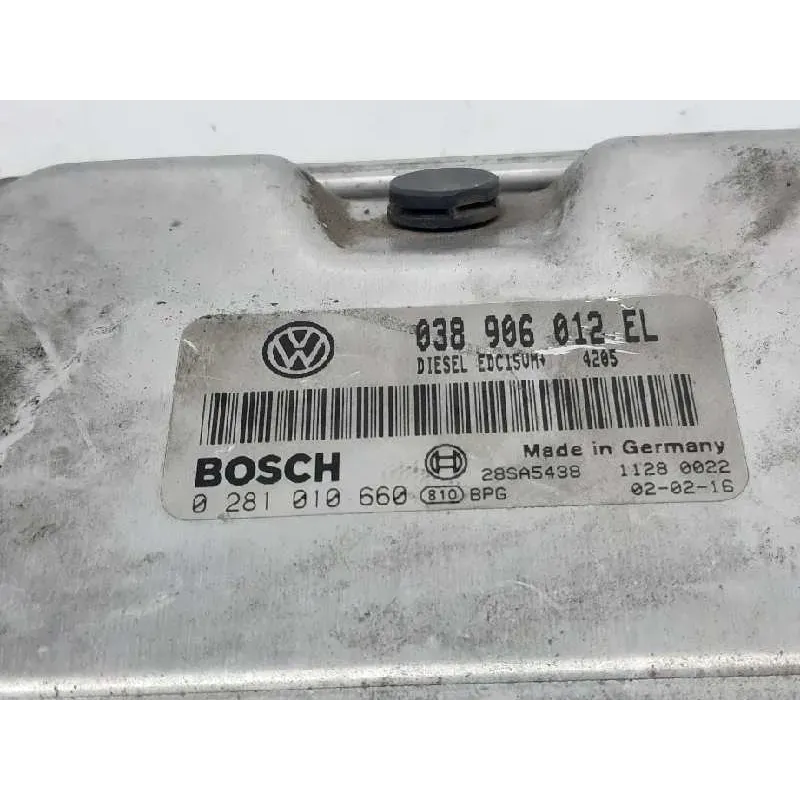 VW
038 906 012 EL
DIESEL EDC15VM+ 4205
Made in Germany
BOSCH 28SA5438 1128 0022
0 281 010 660 810 BPG 02-02-16